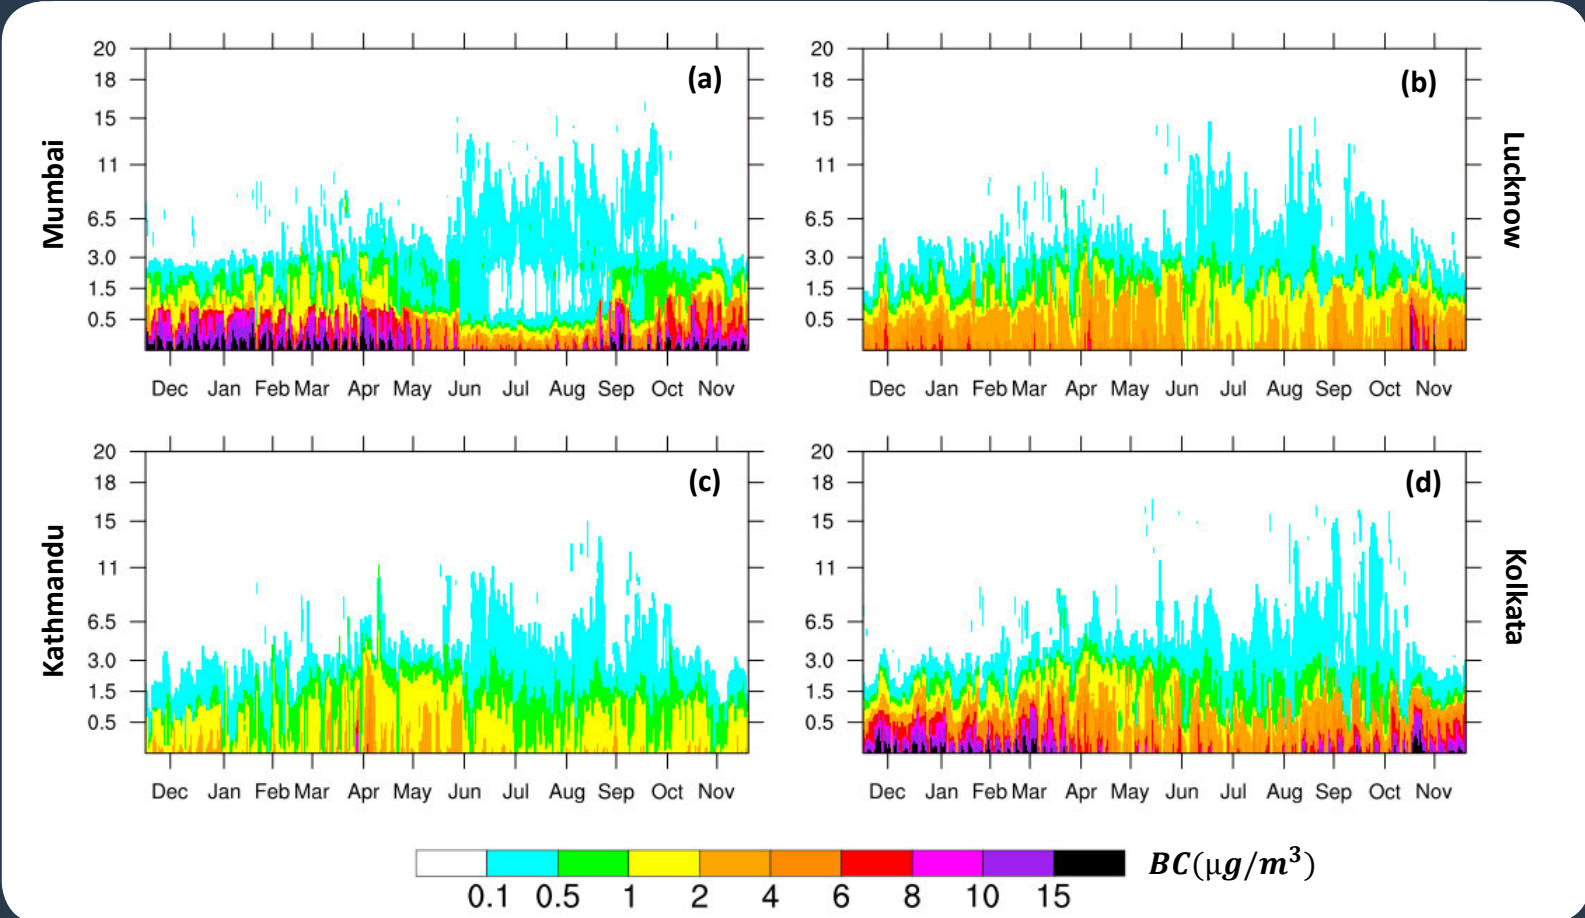 (a)
Mumbai
20
18
15
11
6.5
3.0
1.5
0.5
Dec Jan Feb Mar Apr May Jun Jul Aug Sep Oct Nov
(b)
Lucknow
20
18
15
11
6.5
3.0
1.5
0.5
Dec Jan Feb Mar Apr May Jun Jul Aug Sep Oct Nov
(c)
Kathmandu
20
18
15
11
6.5
3.0
1.5
0.5
Dec Jan Feb Mar Apr May Jun Jul Aug Sep Oct Nov
(d)
Kolkata
20
18
15
11
6.5
3.0
1.5
0.5
Dec Jan Feb Mar Apr May Jun Jul Aug Sep Oct Nov
0.1 0.5 1 2 4 6 8 10 15
BC(μg/m³)